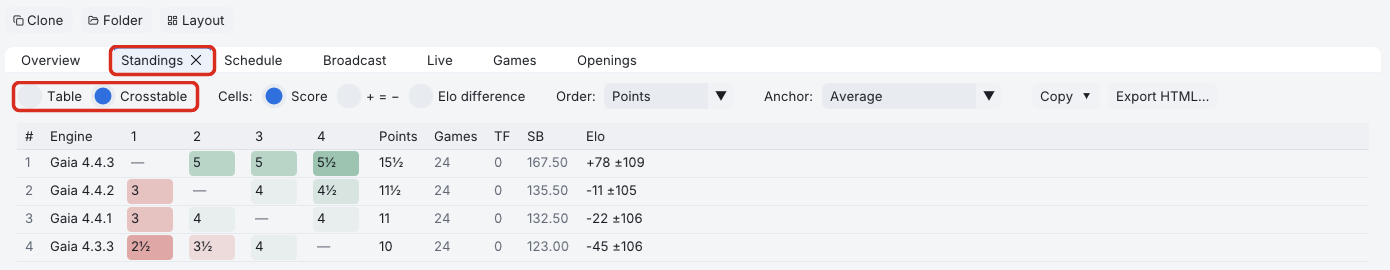 Clone Folder Layout
Overview Standings × Schedule Broadcast Live Games Openings
Table Crosstable Cells: Score + = − Elo difference Order: Points ▼ Anchor: Average ▼ Copy ▼ Export HTML...
# Engine 1 2 3 4 Points Games TF SB Elo
1 Gaia 4.4.3 — 5 5 5½ 15½ 24 0 167.50 +78 ±109
2 Gaia 4.4.2 3 — 4 4½ 11½ 24 0 135.50 -11 ±105
3 Gaia 4.4.1 3 4 — 4 11 24 0 132.50 -22 ±106
4 Gaia 4.3.3 2½ 3½ 4 — 10 24 0 123.00 -45 ±106